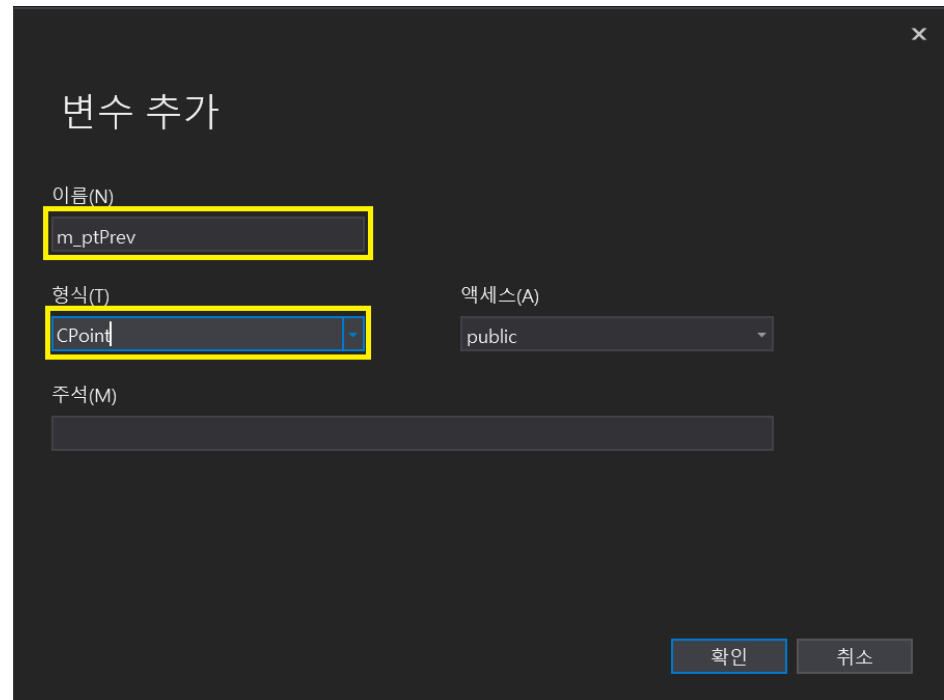 변수 추가
이름(N)
m_ptPrev
형식(T) 액세스(A)
CPoint public
주석(M)
확인 취소